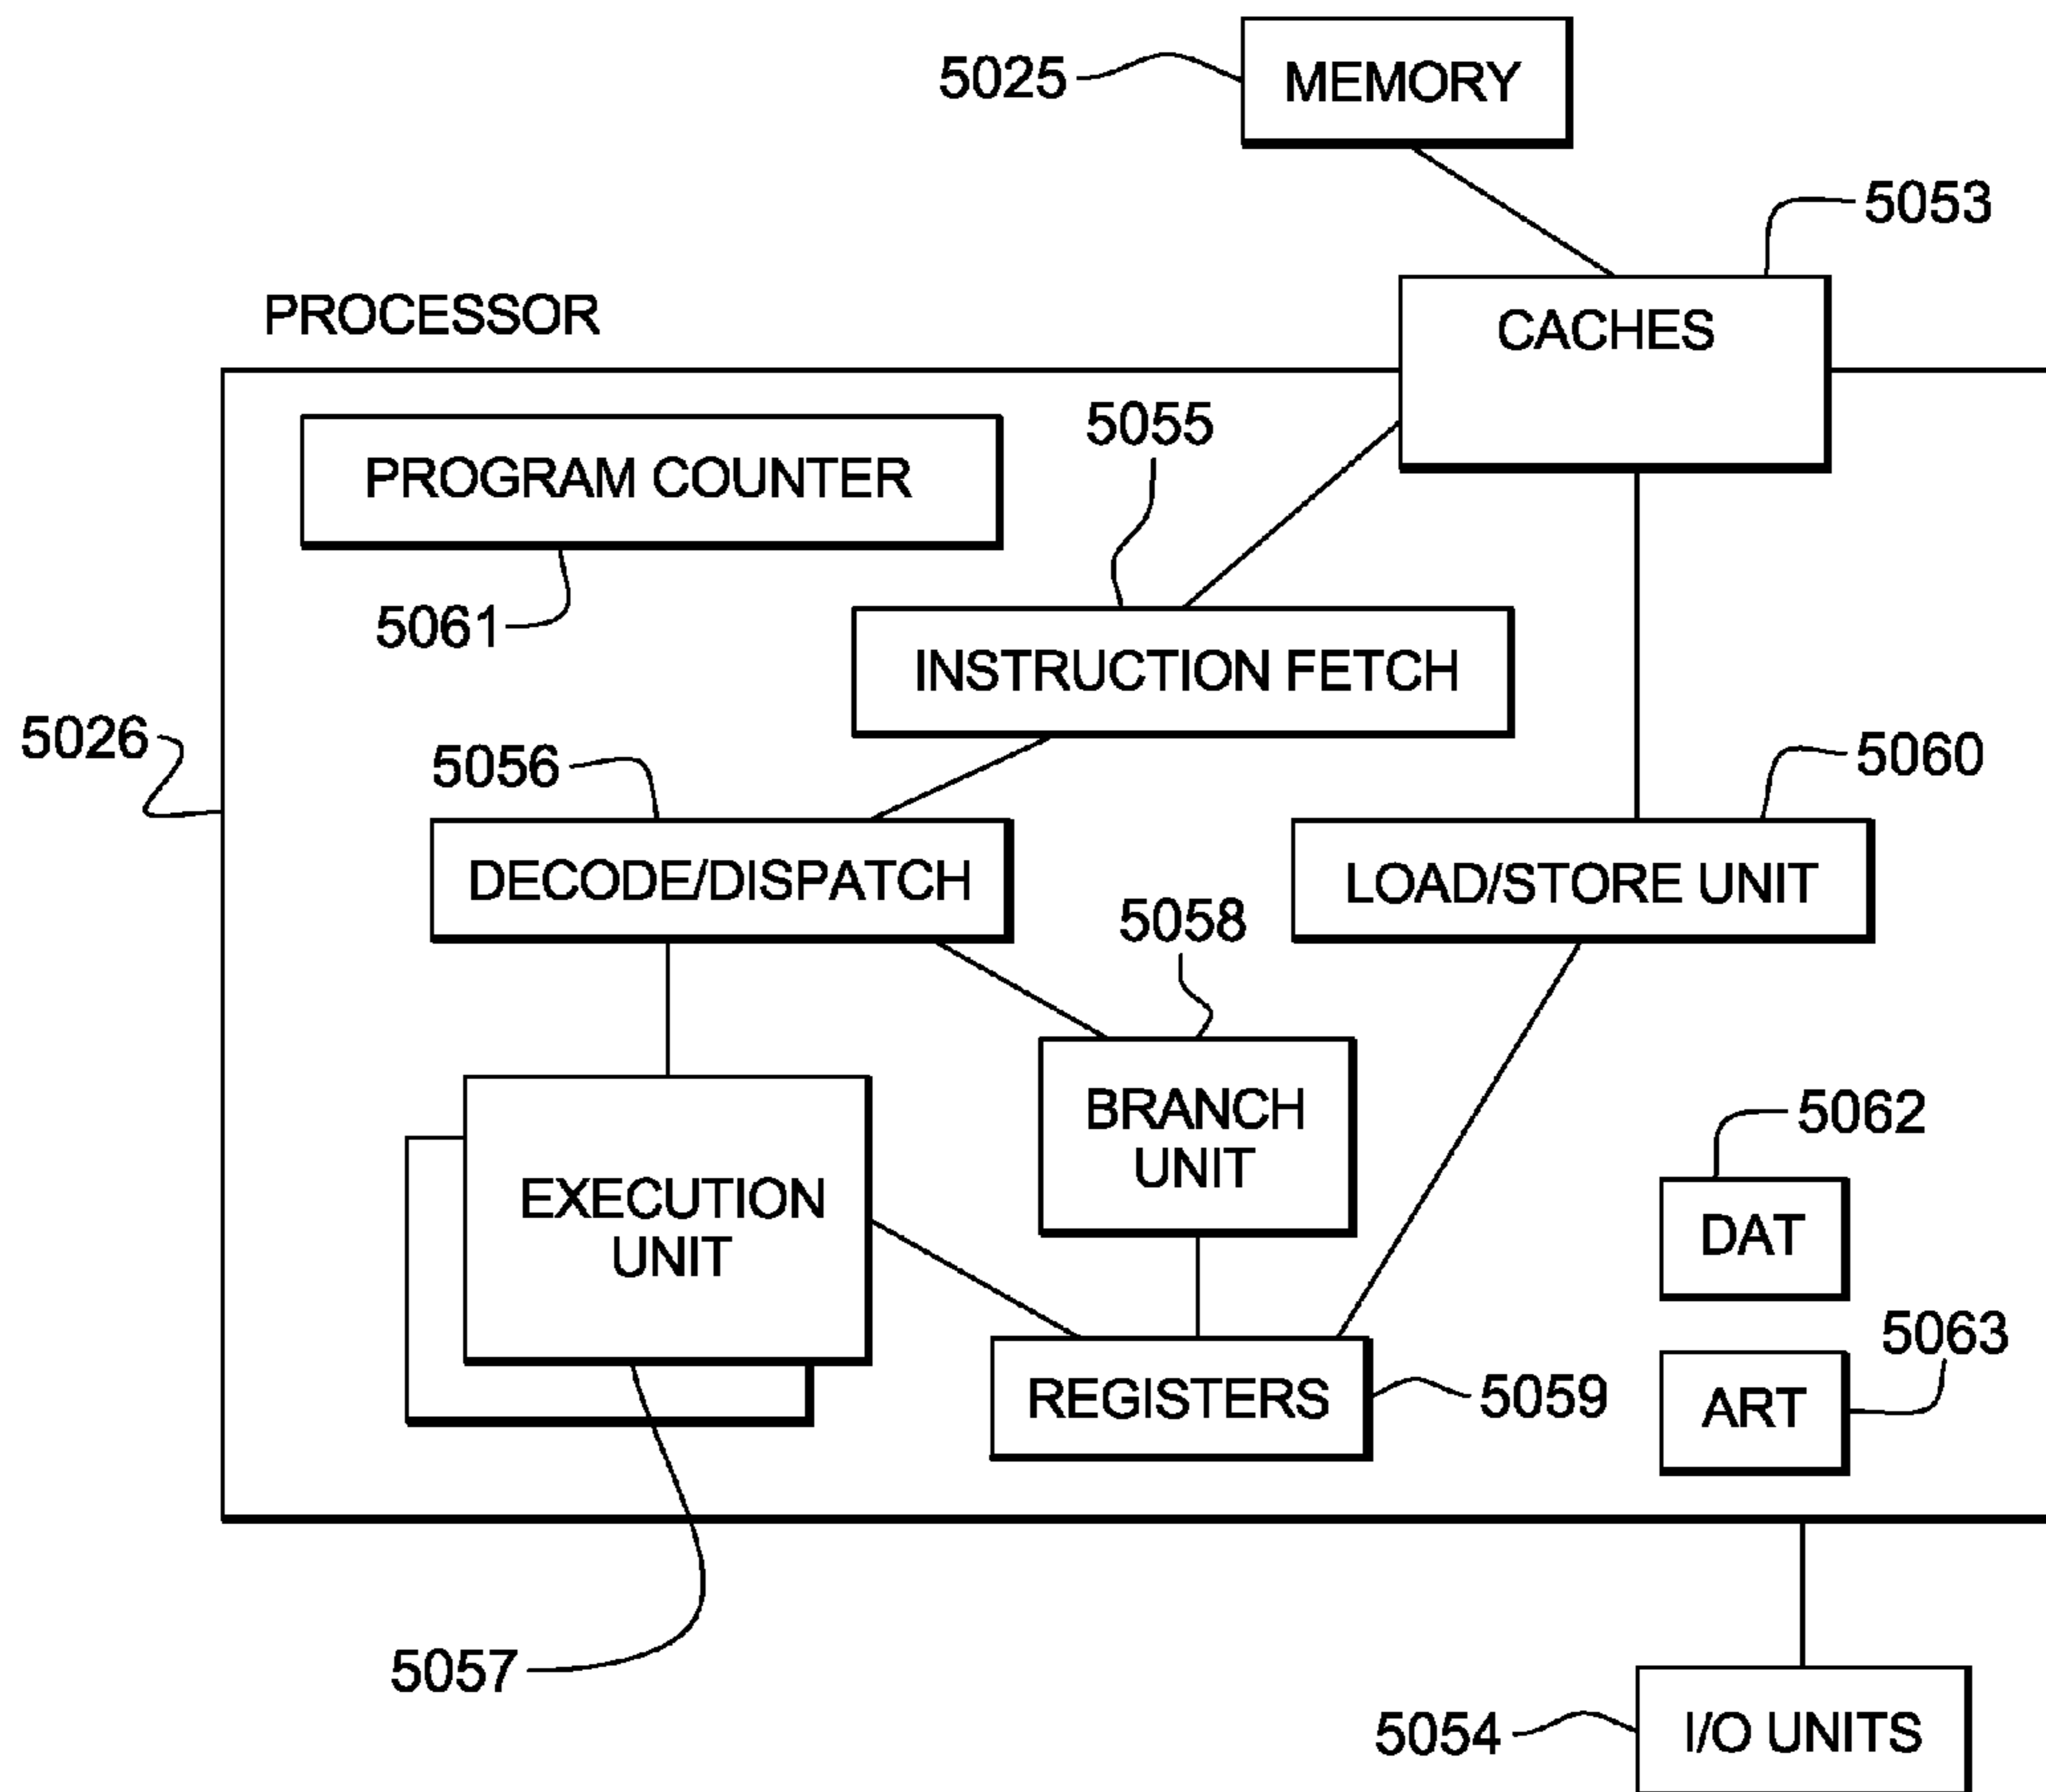 5025
MEMORY
5053
PROCESSOR
CACHES
5055
PROGRAM COUNTER
5061
INSTRUCTION FETCH
5026
5056
5060
DECODE/DISPATCH
LOAD/STORE UNIT
5058
BRANCH
UNIT
5062
EXECUTION
UNIT
DAT
5063
REGISTERS
5059
ART
5057
5054
I/O UNITS